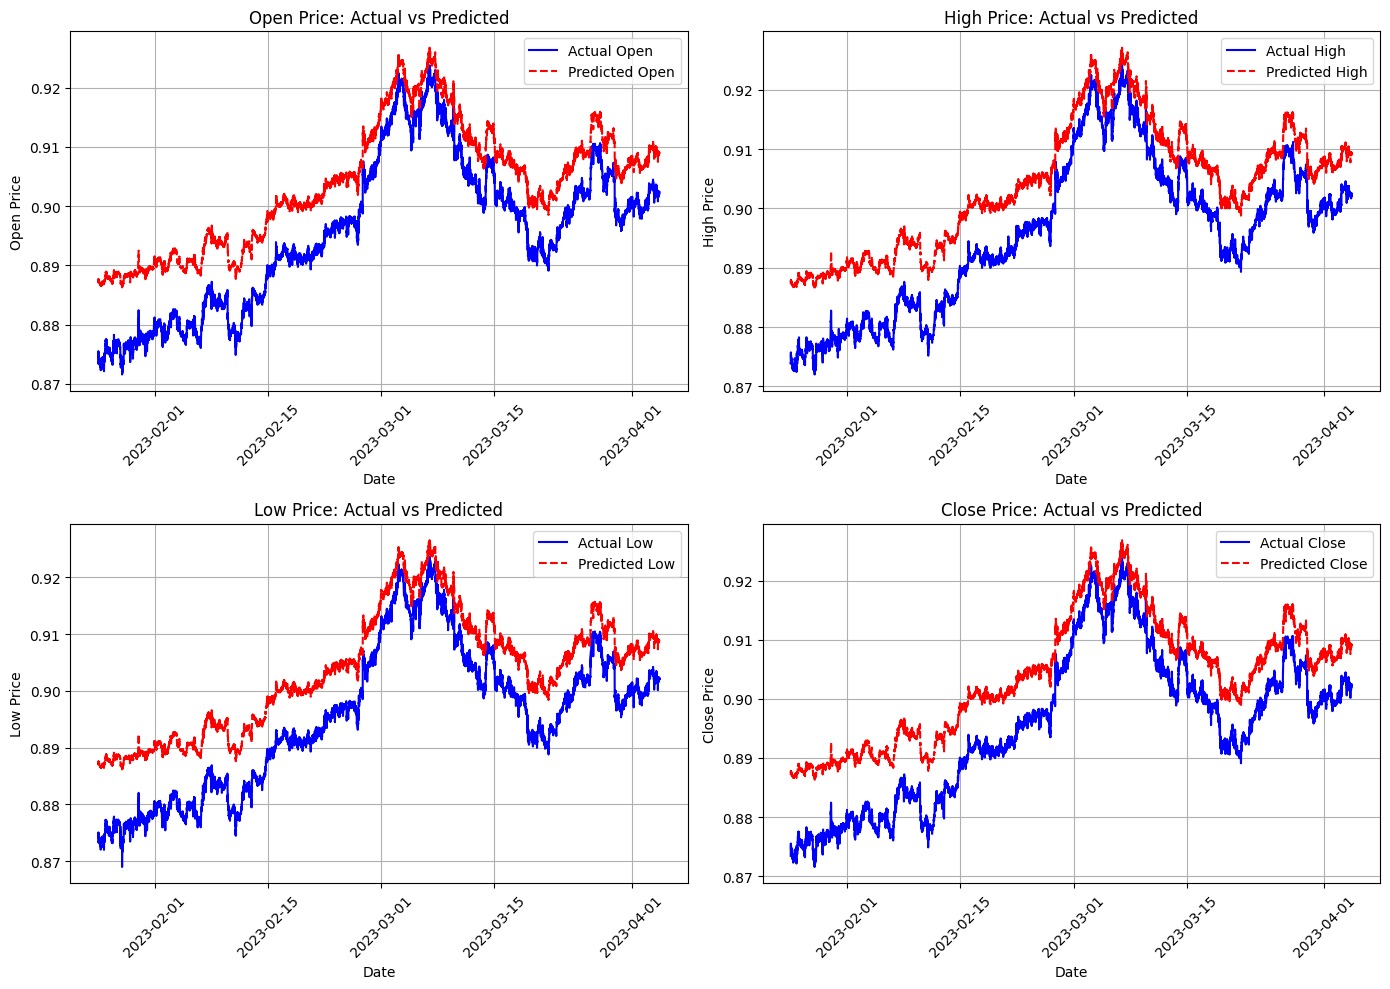 Open Price: Actual vs Predicted
Actual Open
Predicted Open
Open Price
0.92
0.91
0.90
0.89
0.88
0.87
2023-02-01
2023-02-15
2023-03-01
2023-03-15
2023-04-01
Date
High Price: Actual vs Predicted
Actual High
Predicted High
High Price
0.92
0.91
0.90
0.89
0.88
0.87
2023-02-01
2023-02-15
2023-03-01
2023-03-15
2023-04-01
Date
Low Price: Actual vs Predicted
Actual Low
Predicted Low
Low Price
0.92
0.91
0.90
0.89
0.88
0.87
2023-02-01
2023-02-15
2023-03-01
2023-03-15
2023-04-01
Date
Close Price: Actual vs Predicted
Actual Close
Predicted Close
Close Price
0.92
0.91
0.90
0.89
0.88
0.87
2023-02-01
2023-02-15
2023-03-01
2023-03-15
2023-04-01
Date